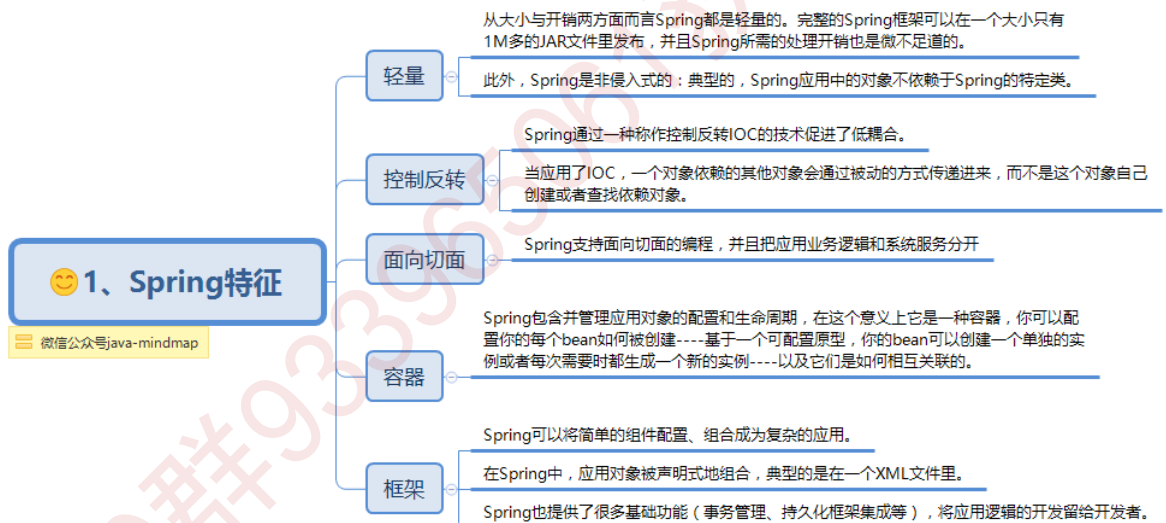 从大小与开销两方面而言Spring都是轻量的。完整的Spring框架可以在一个大小只有
1M多的JAR文件里发布，并且Spring所需的处理开销也是微不足道的。
轻量
此外，Spring是非侵入式的：典型的，Spring应用中的对象不依赖于Spring的特定类。
Spring通过一种称作控制反转IOC的技术促进了低耦合。
控制反转
当应用了IOC，一个对象依赖的其他对象会通过被动的方式传递进来，而不是这个对象自己
创建或者查找依赖对象。
面向切面
Spring支持面向切面的编程，并且把应用业务逻辑和系统服务分开
1、Spring特征
微信公众号java-mindmap
Spring包含并管理应用对象的配置和生命周期，在这个意义上它是一种容器，你可以配
置你的每个bean如何被创建----基于一个可配置原型，你的bean可以创建一个单独的实
例或者每次需要时都生成一个新的实例----以及它们是如何相互关联的。
容器
Spring可以将简单的组件配置、组合成为复杂的应用。
框架
在Spring中，应用对象被声明式地组合，典型的是在一个XML文件里。
Spring也提供了很多基础功能（事务管理、持久化框架集成等），将应用逻辑的开发留给开发者。
群933965061